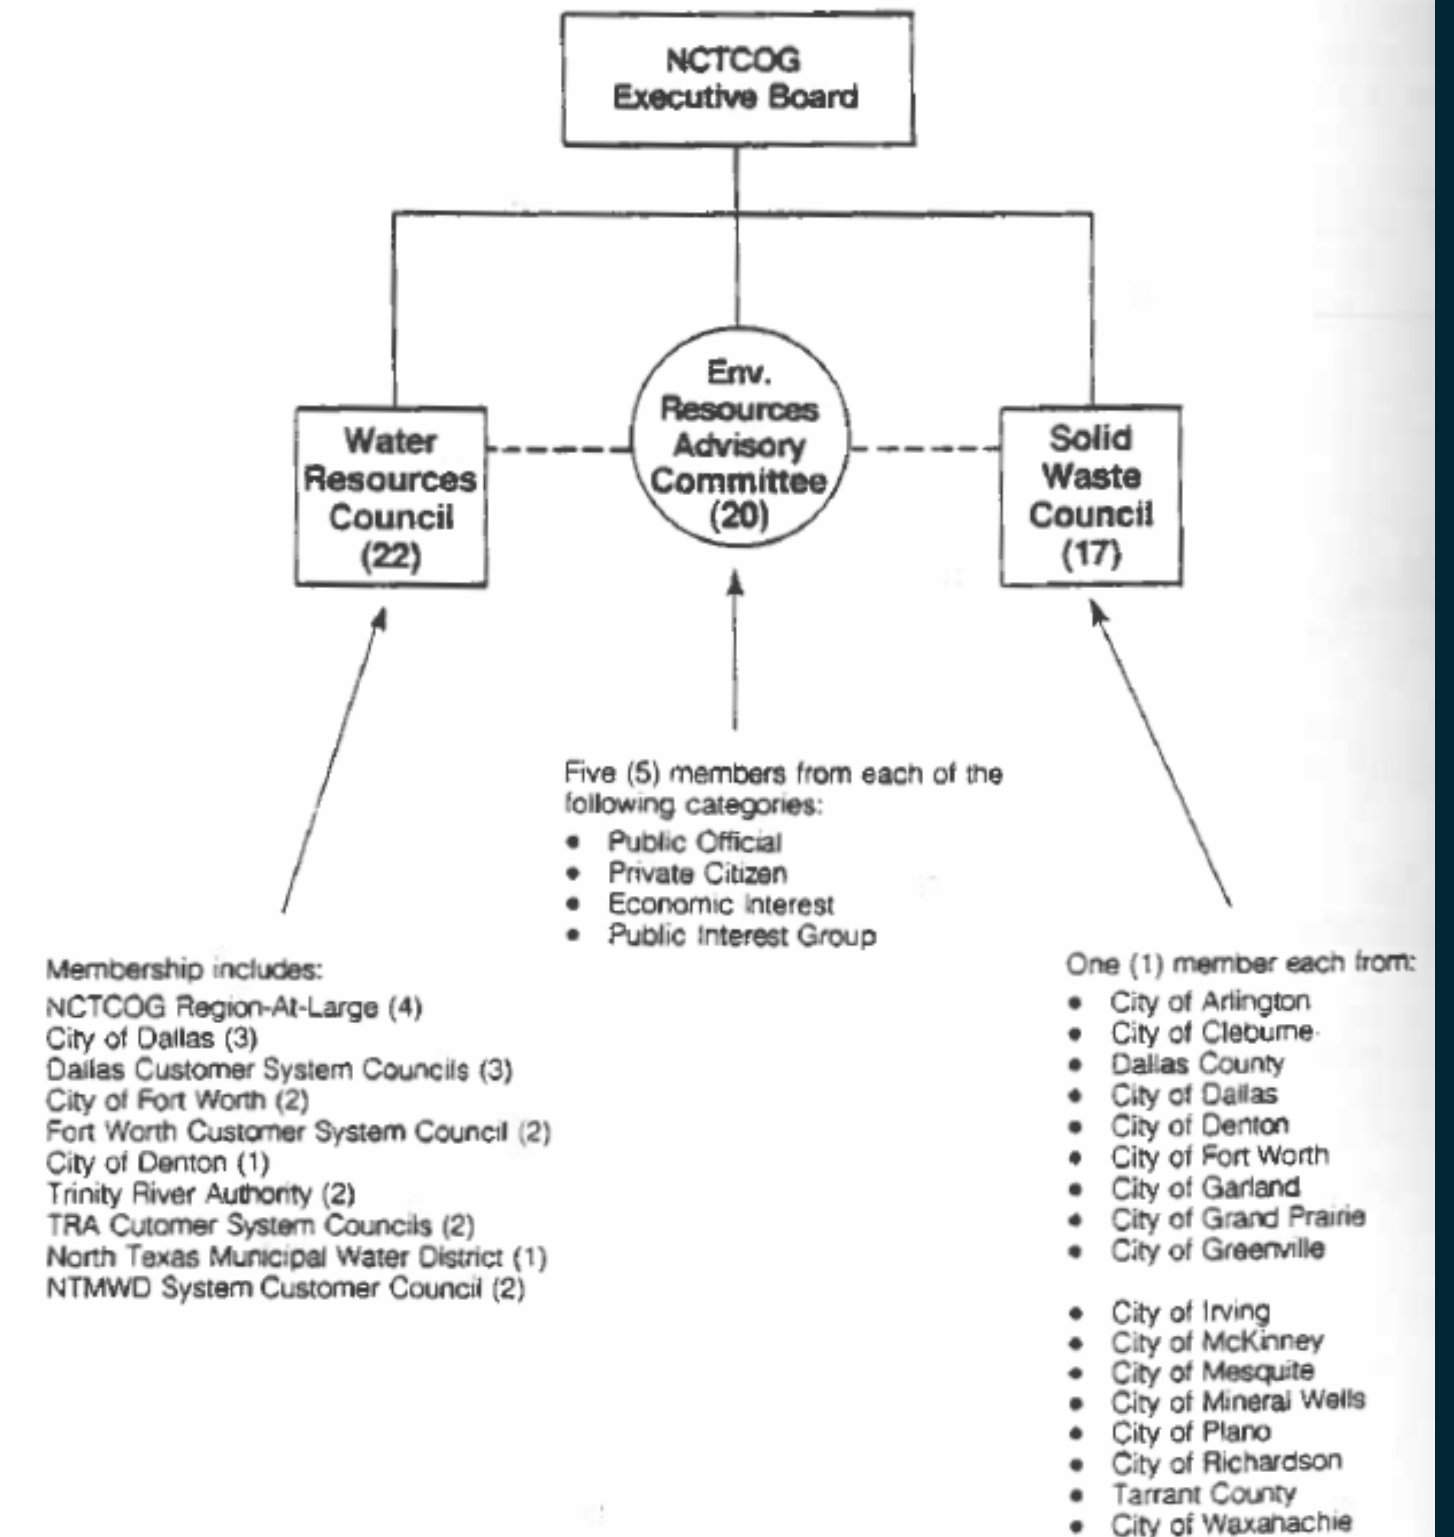 NCTCOG
Executive Board
Water
Resources
Council
(22)
Env.
Resources
Advisory
Committee
(20)
Solid
Waste
Council
(17)
Five (5) members from each of the
following categories:
• Public Official
• Private Citizen
• Economic Interest
• Public Interest Group
Membership includes:
NCTCOG Region-At-Large (4)
City of Dallas (3)
Dallas Customer System Councils (3)
City of Fort Worth (2)
Fort Worth Customer System Council (2)
City of Denton (1)
Trinity River Authority (2)
TRA Cutomer System Councils (2)
North Texas Municipal Water District (1)
NTMWD System Customer Council (2)
One (1) member each from:
• City of Arlington
• City of Cleburne
• Dallas County
• City of Dallas
• City of Denton
• City of Fort Worth
• City of Garland
• City of Grand Prairie
• City of Greenville
• City of Irving
• City of McKinney
• City of Mesquite
• City of Mineral Wells
• City of Plano
• City of Richardson
• Tarrant County
• City of Waxahachie